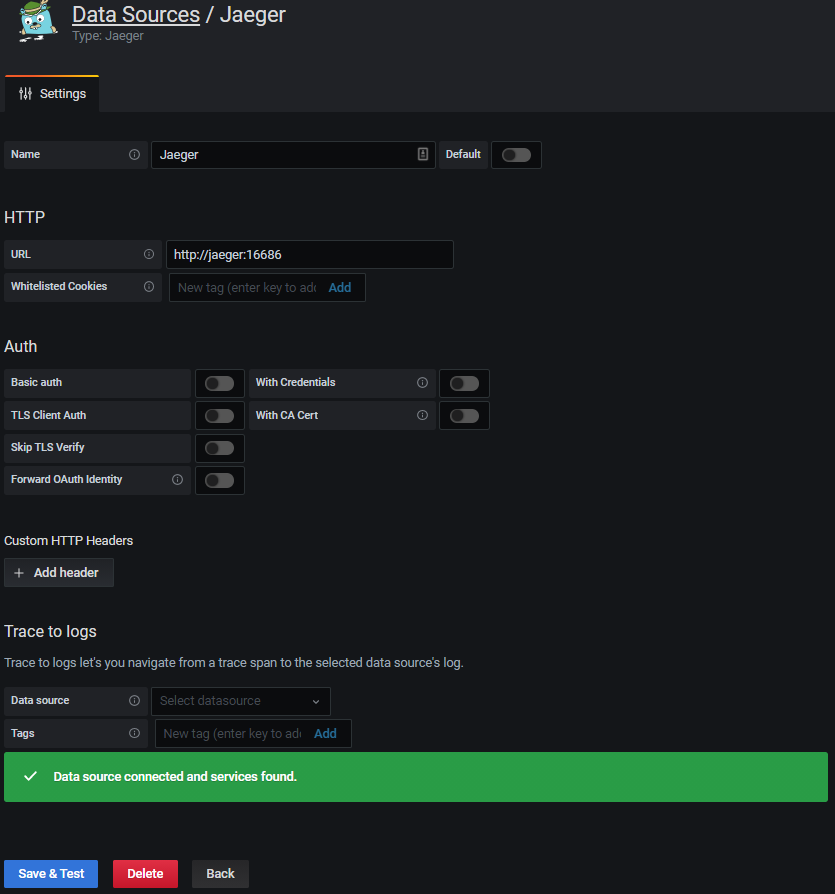 Data Sources / Jaeger
Type: Jaeger
Settings
Name Jaeger Default
HTTP
URL http://jaeger:16686
Whitelisted Cookies New tag (enter key to add Add
Auth
Basic auth With Credentials
TLS Client Auth With CA Cert
Skip TLS Verify
Forward OAuth Identity
Custom HTTP Headers
+ Add header
Trace to logs
Trace to logs let's you navigate from a trace span to the selected data source's log.
Data source Select datasource
Tags New tag (enter key to add Add
Data source connected and services found.
Save & Test Delete Back